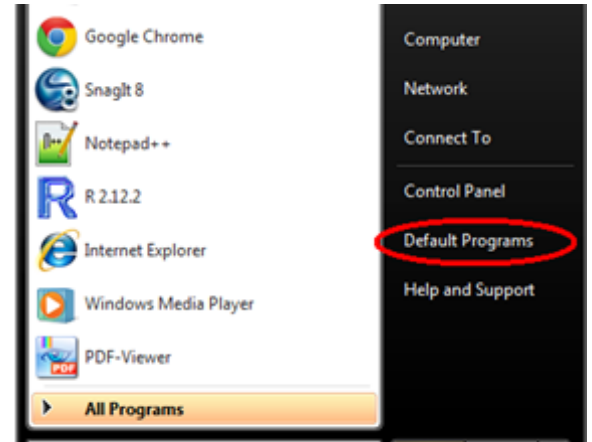 Google Chrome
SnagIt 8
Notepad++
R 2.12.2
Internet Explorer
Windows Media Player
PDF-Viewer
All Programs
Computer
Network
Connect To
Control Panel
Default Programs
Help and Support